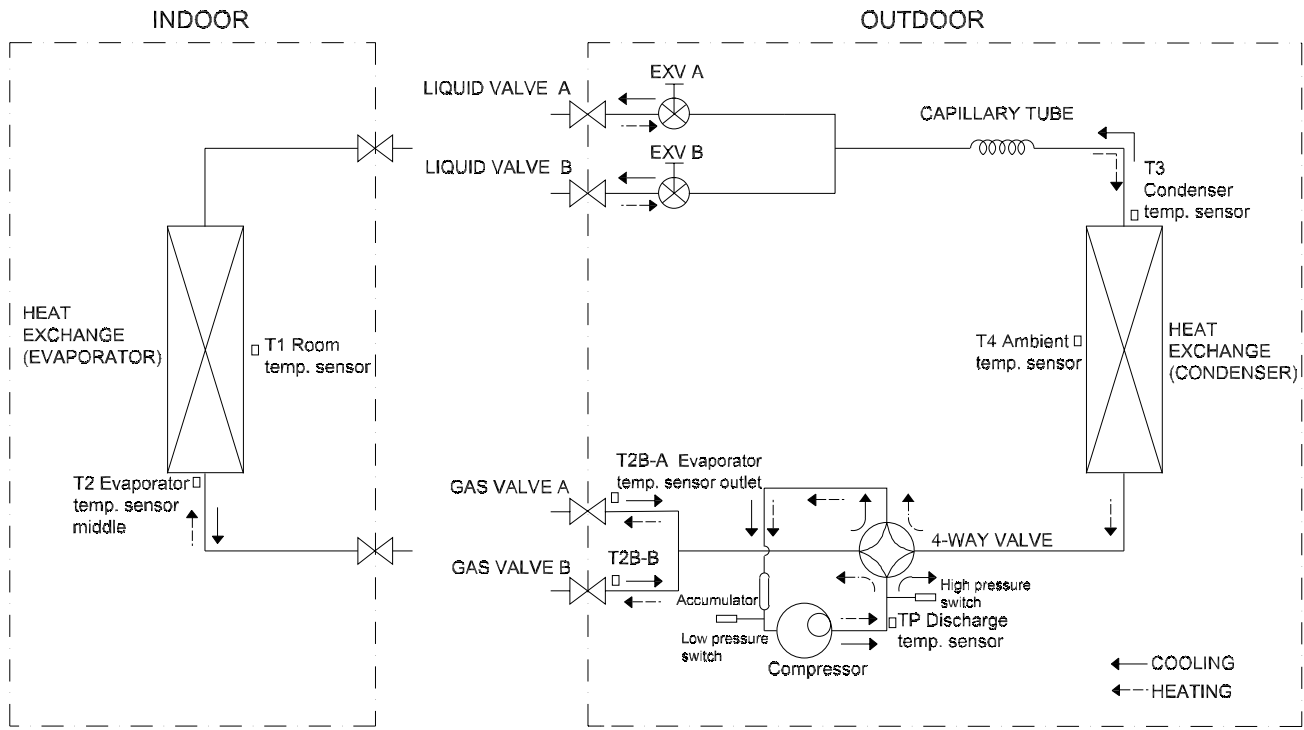 INDOOR
OUTDOOR
LIQUID VALVE A
EXV A
CAPILLARY TUBE
LIQUID VALVE B
EXV B
T3
Condenser
temp. sensor
HEAT
EXCHANGE
(EVAPORATOR)
T1 Room
temp. sensor
T4 Ambient
temp. sensor
HEAT
EXCHANGE
(CONDENSER)
T2 Evaporator
temp. sensor
middle
T2B-A Evaporator
temp. sensor outlet
GAS VALVE A
4-WAY VALVE
GAS VALVE B
T2B-B
Accumulator
High pressure
switch
Low pressure
switch
TP Discharge
temp. sensor
Compressor
COOLING
HEATING